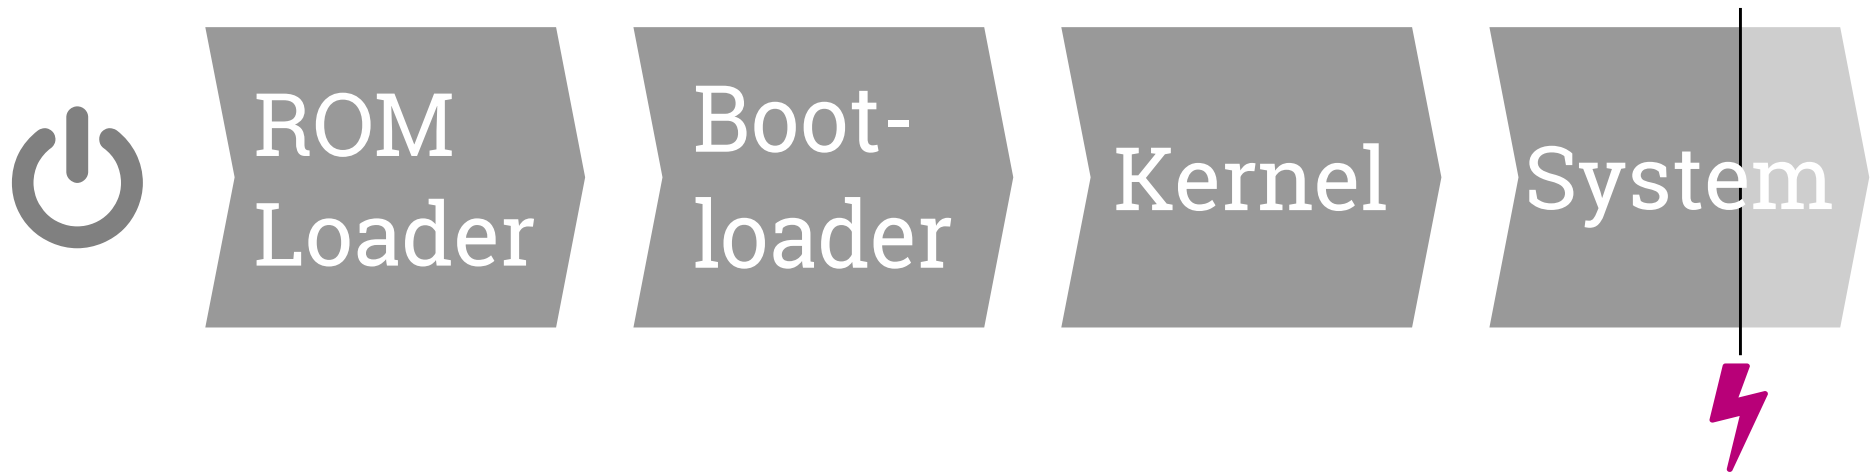 ROM
Loader
Boot-
loader
Kernel
System